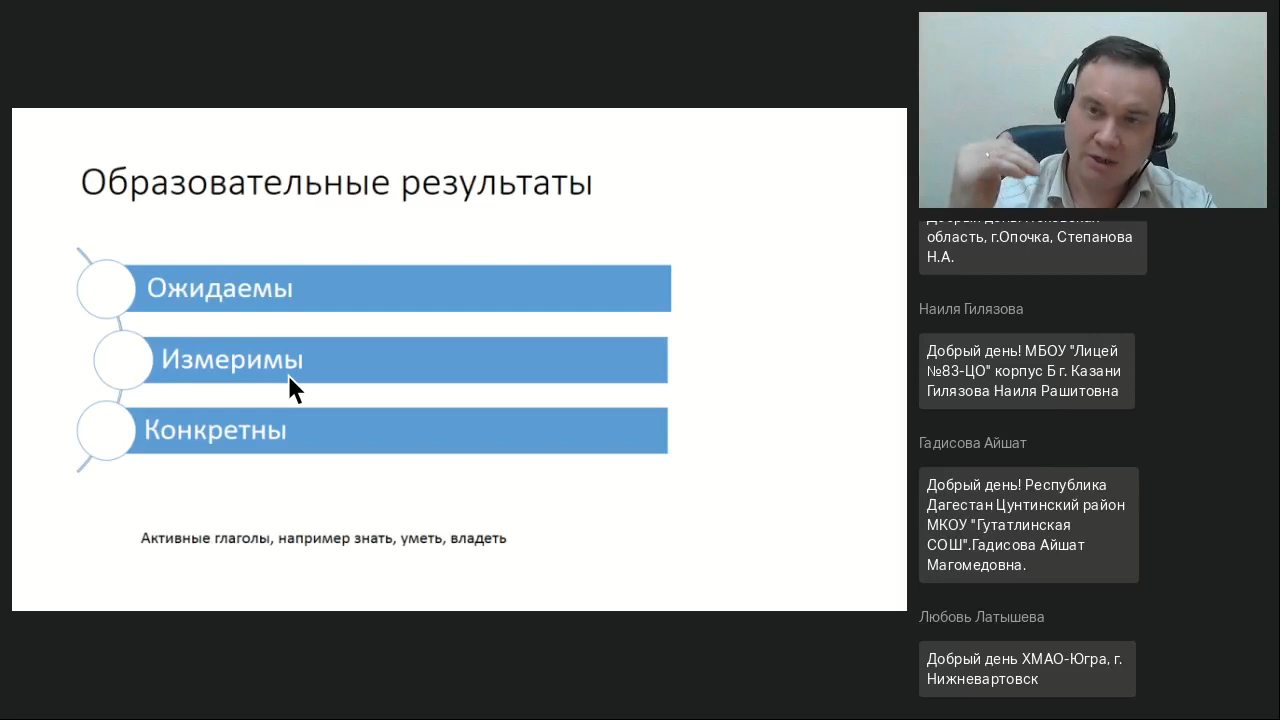 Образовательные результаты
Ожидаемы
Измеримы
Конкретны
Активные глаголы, например знать, уметь, владеть
область, г.Опочка, Степанова
Н.А.
Наиля Гилязова
Добрый день! МБОУ "Лицей
№83-ЦО" корпус Б г. Казани
Гилязова Наиля Рашитовна
Гадисова Айшат
Добрый день! Республика
Дагестан Цунтинский район
МКОУ "Гутатлинская
СОШ".Гадисова Айшат
Магомедовна.
Любовь Латышева
Добрый день ХМАО-Югра, г.
Нижневартовск